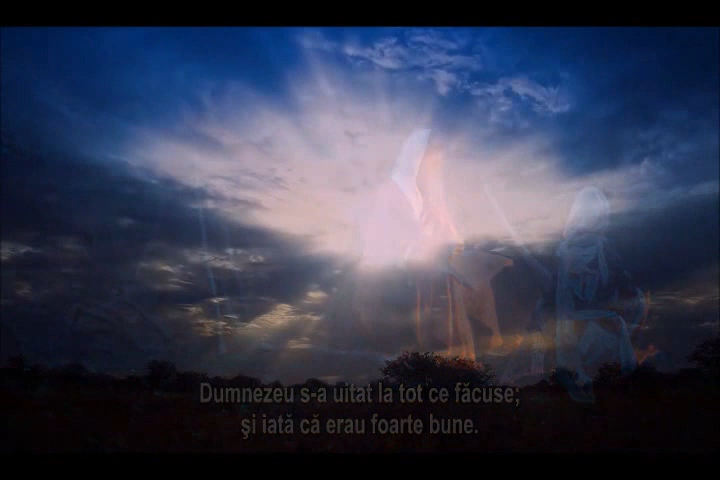 Dumnezeu s-a uitat la tot ce făcuse;
şi iată că erau foarte bune.